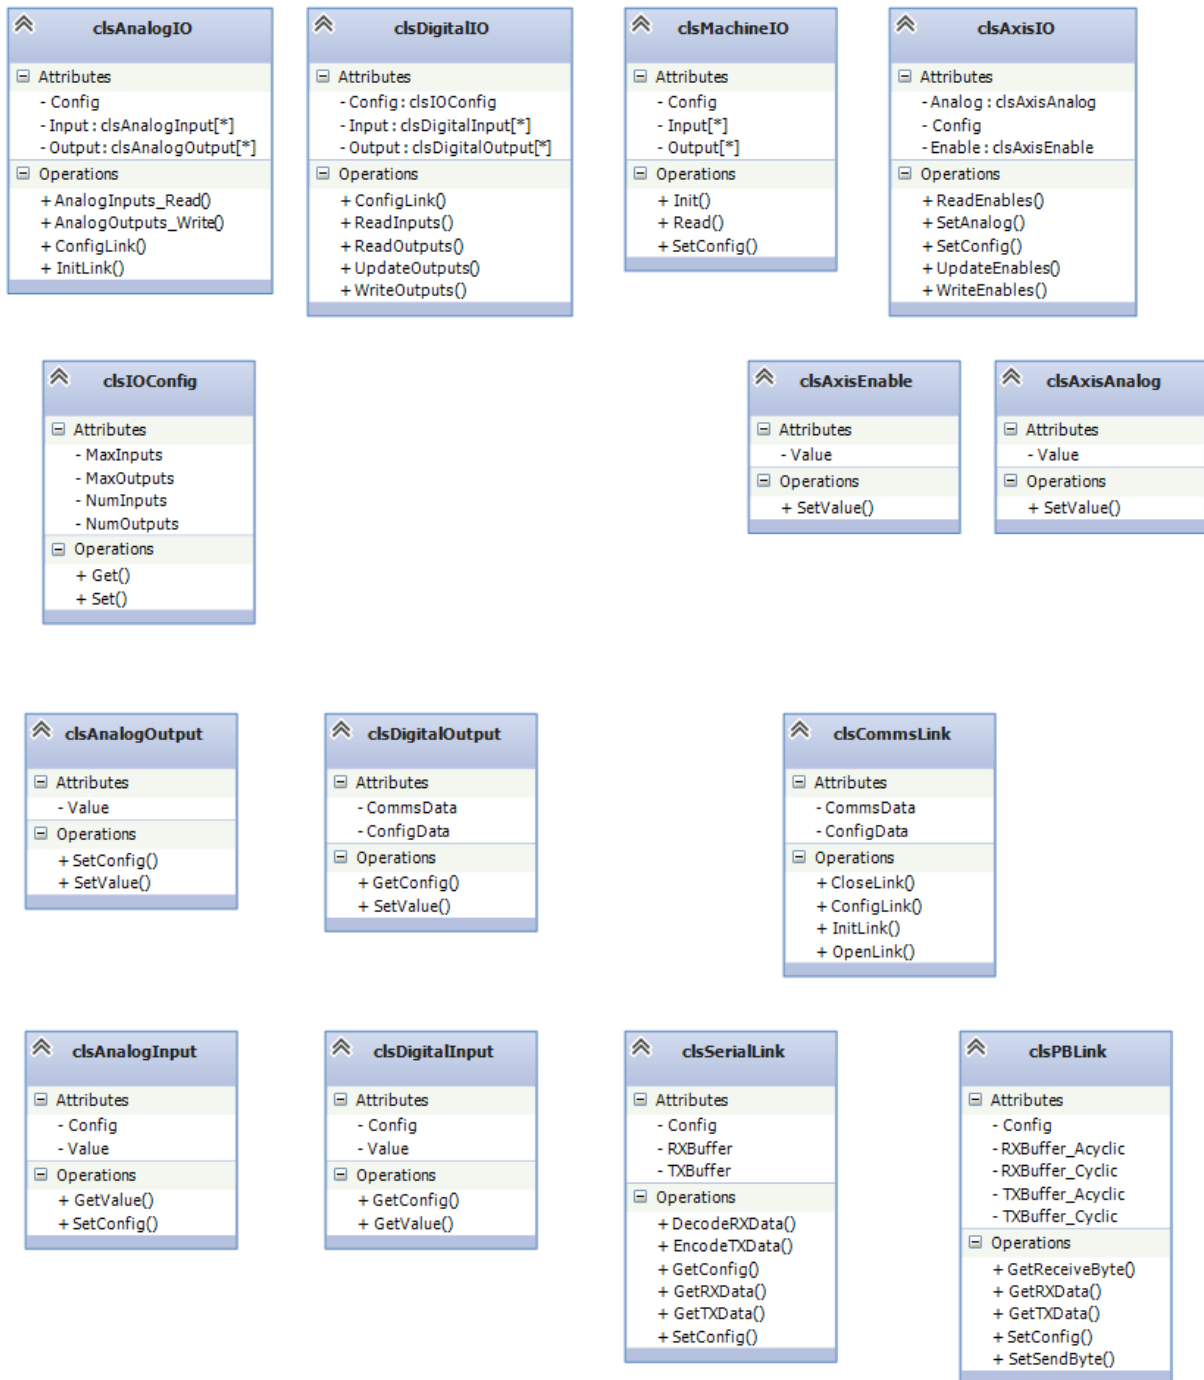 clsAnalogIO
Attributes
- Config
- Input : clsAnalogInput[*]
- Output : clsAnalogOutput[*]
Operations
+ AnalogInputs_Read()
+ AnalogOutputs_Write()
+ ConfigLink()
+ InitLink()
clsDigitalIO
Attributes
- Config : clsIOConfig
- Input : clsDigitalInput[*]
- Output : clsDigitalOutput[*]
Operations
+ ConfigLink()
+ ReadInputs()
+ ReadOutputs()
+ UpdateOutputs()
+ WriteOutputs()
clsMachineIO
Attributes
- Config
- Input[*]
- Output[*]
Operations
+ Init()
+ Read()
+ SetConfig()
clsAxisIO
Attributes
- Analog : clsAxisAnalog
- Config
- Enable : clsAxisEnable
Operations
+ ReadEnables()
+ SetAnalog()
+ SetConfig()
+ UpdateEnables()
+ WriteEnables()
clsIOConfig
Attributes
- MaxInputs
- MaxOutputs
- NumInputs
- NumOutputs
Operations
+ Get()
+ Set()
clsAxisEnable
Attributes
- Value
Operations
+ SetValue()
clsAxisAnalog
Attributes
- Value
Operations
+ SetValue()
clsAnalogOutput
Attributes
- Value
Operations
+ SetConfig()
+ SetValue()
clsDigitalOutput
Attributes
- CommsData
- ConfigData
Operations
+ GetConfig()
+ SetValue()
clsCommsLink
Attributes
- CommsData
- ConfigData
Operations
+ CloseLink()
+ ConfigLink()
+ InitLink()
+ OpenLink()
clsAnalogInput
Attributes
- Config
- Value
Operations
+ GetValue()
+ SetConfig()
clsDigitalInput
Attributes
- Config
- Value
Operations
+ GetConfig()
+ GetValue()
clsSerialLink
Attributes
- Config
- RXBuffer
- TXBuffer
Operations
+ DecodeRXData()
+ EncodeTXData()
+ GetConfig()
+ GetRXData()
+ GetTXData()
+ SetConfig()
clsPBLink
Attributes
- Config
- RXBuffer_Acyclic
- RXBuffer_Cyclic
- TXBuffer_Acyclic
- TXBuffer_Cyclic
Operations
+ GetReceiveByte()
+ GetRXData()
+ GetTXData()
+ SetConfig()
+ SetSendByte()